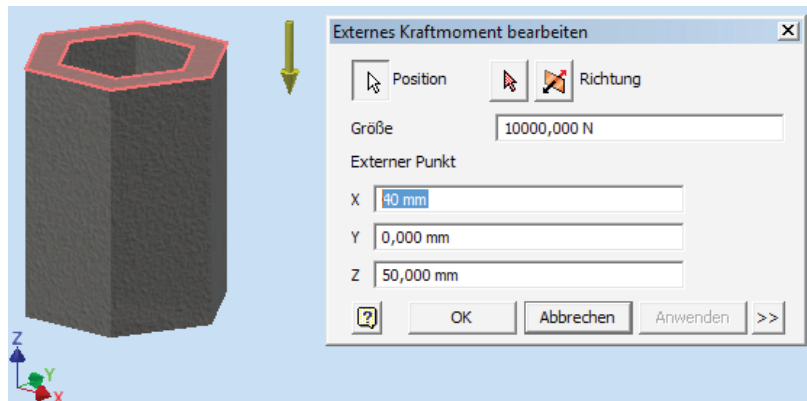 Externes Kraftmoment bearbeiten
Position
Richtung
Größe 10000,000 N
Externer Punkt
X 40 mm
Y 0,000 mm
Z 50,000 mm
? OK Abbrechen Anwenden >>
Z
Y
X